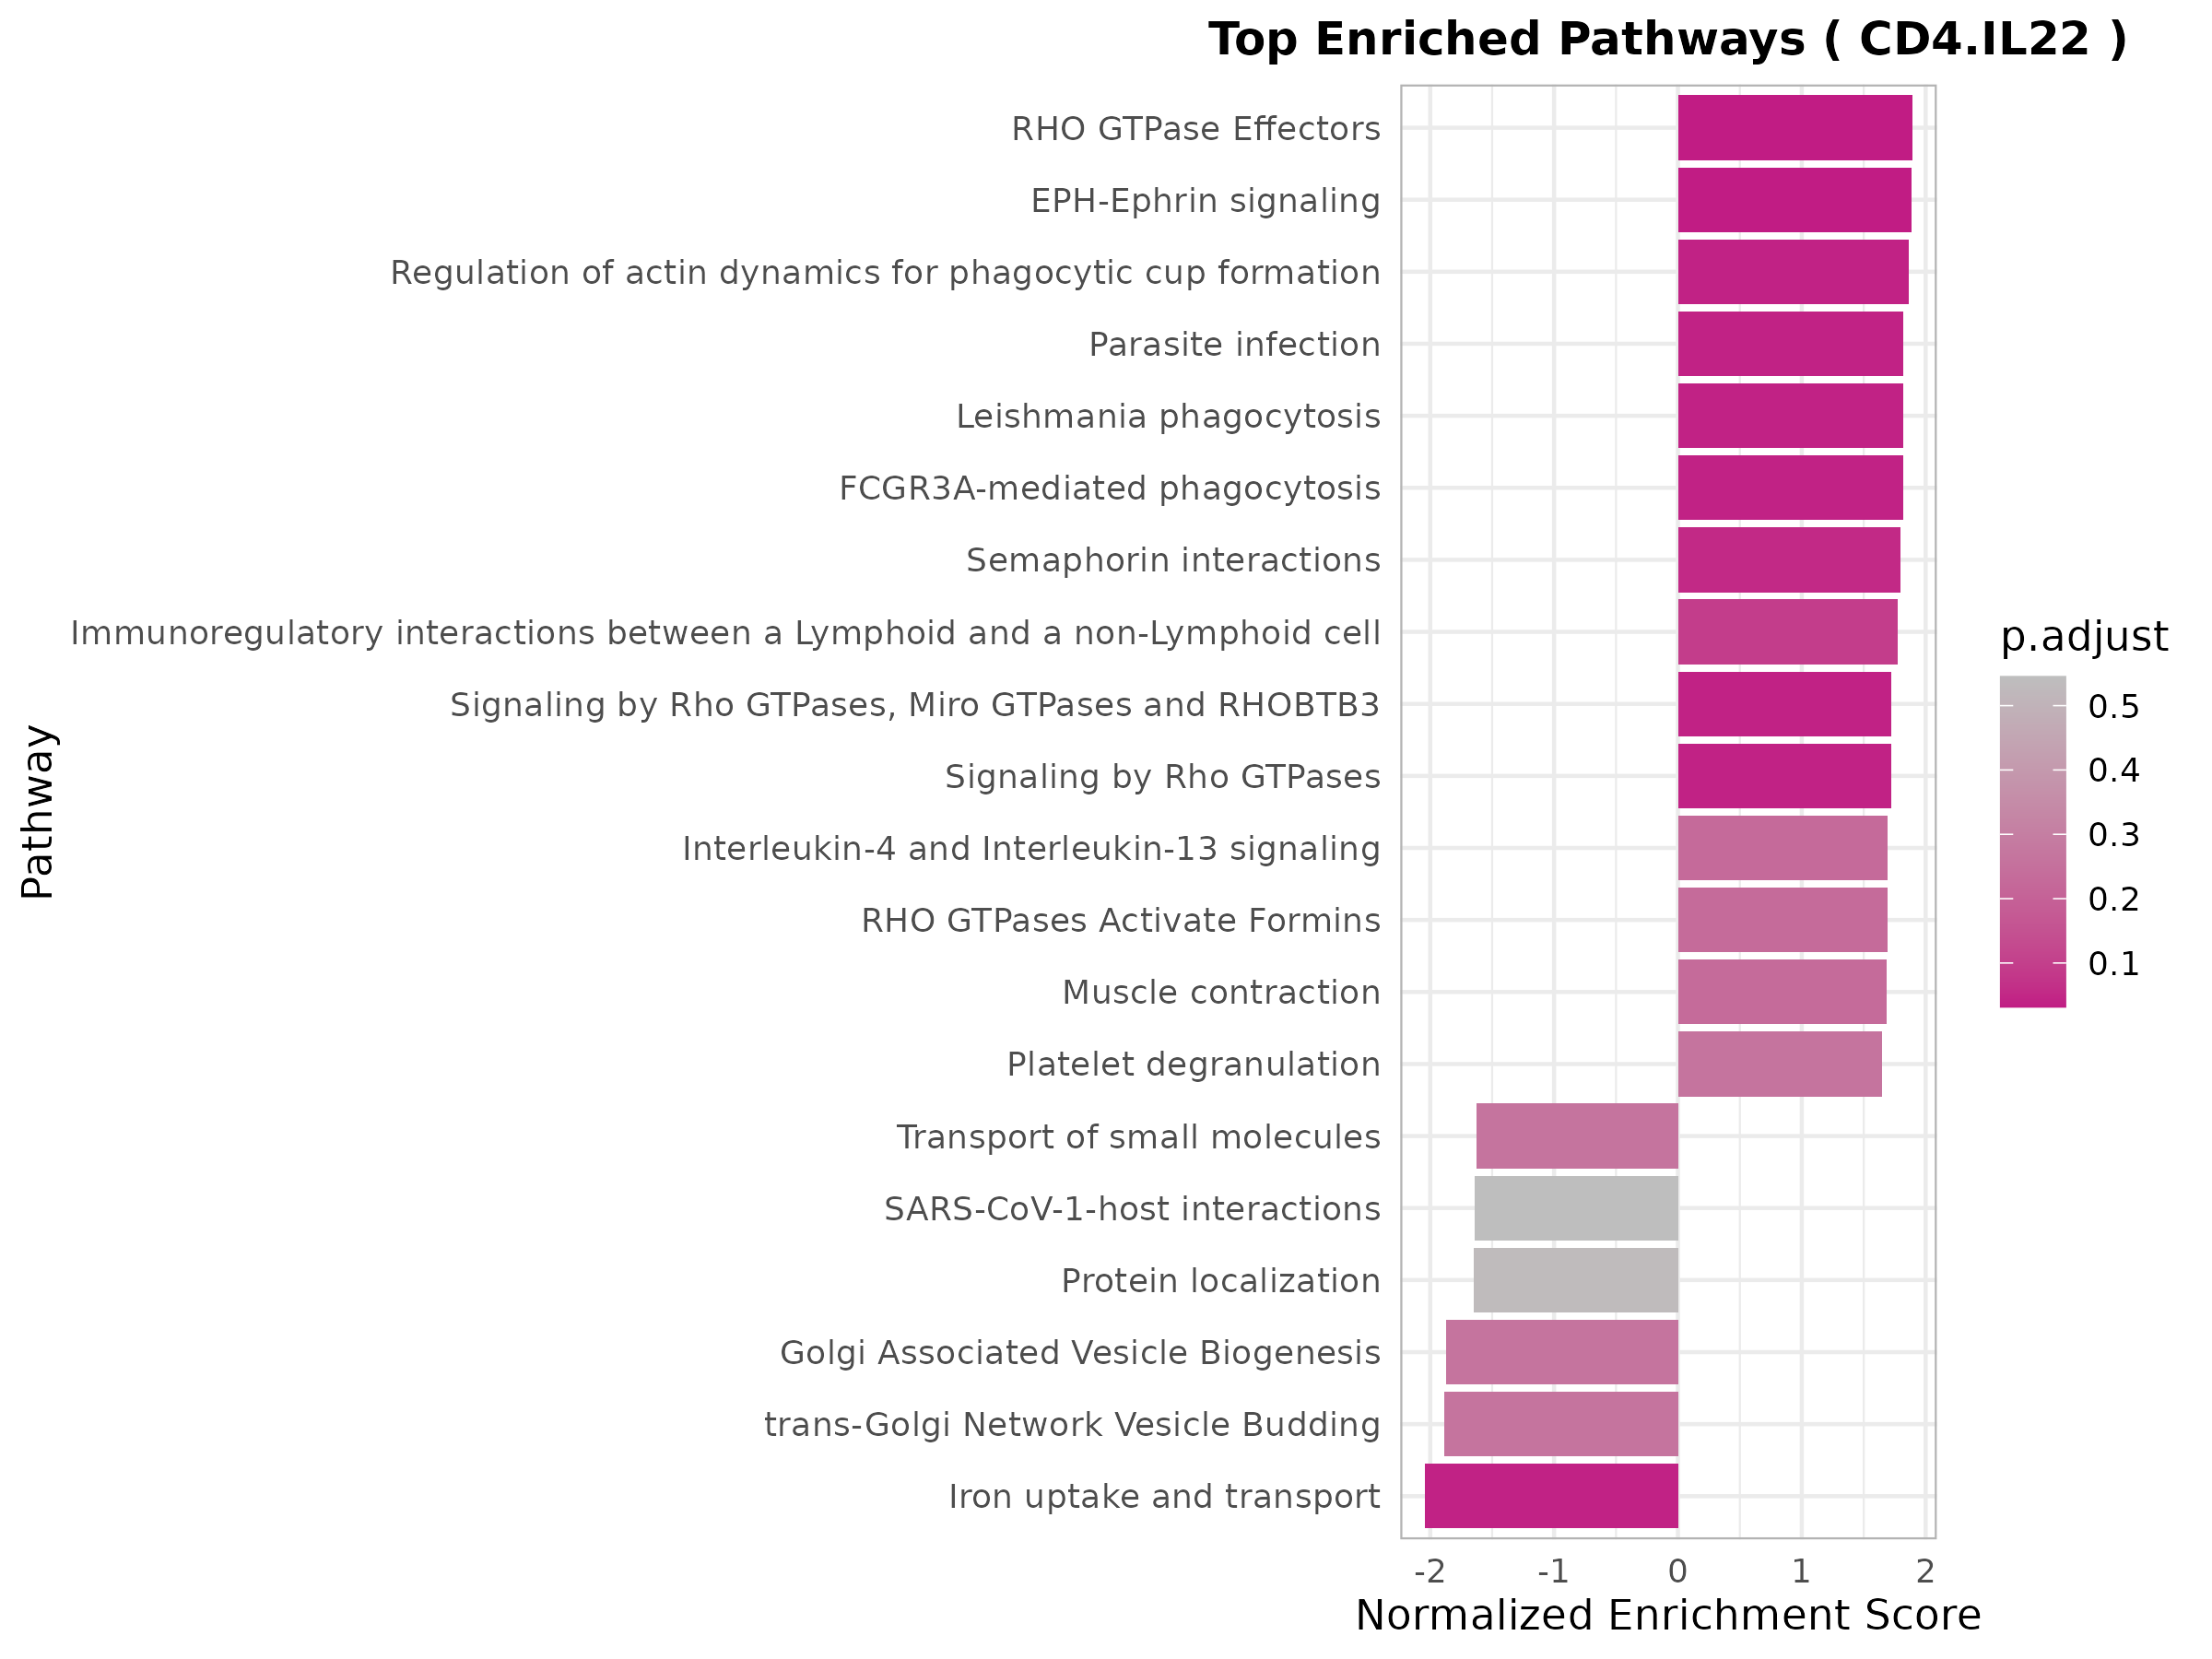 Top Enriched Pathways ( CD4.IL22 )
RHO GTPase Effectors
EPH-Ephrin signaling
Regulation of actin dynamics for phagocytic cup formation
Parasite infection
Leishmania phagocytosis
FCGR3A-mediated phagocytosis
Semaphorin interactions
Immunoregulatory interactions between a Lymphoid and a non-Lymphoid cell
Signaling by Rho GTPases, Miro GTPases and RHOBTB3
Signaling by Rho GTPases
Interleukin-4 and Interleukin-13 signaling
RHO GTPases Activate Formins
Muscle contraction
Platelet degranulation
Transport of small molecules
SARS-CoV-1-host interactions
Protein localization
Golgi Associated Vesicle Biogenesis
trans-Golgi Network Vesicle Budding
Iron uptake and transport
Pathway
-2 -1 0 1 2
Normalized Enrichment Score
p.adjust
0.5
0.4
0.3
0.2
0.1